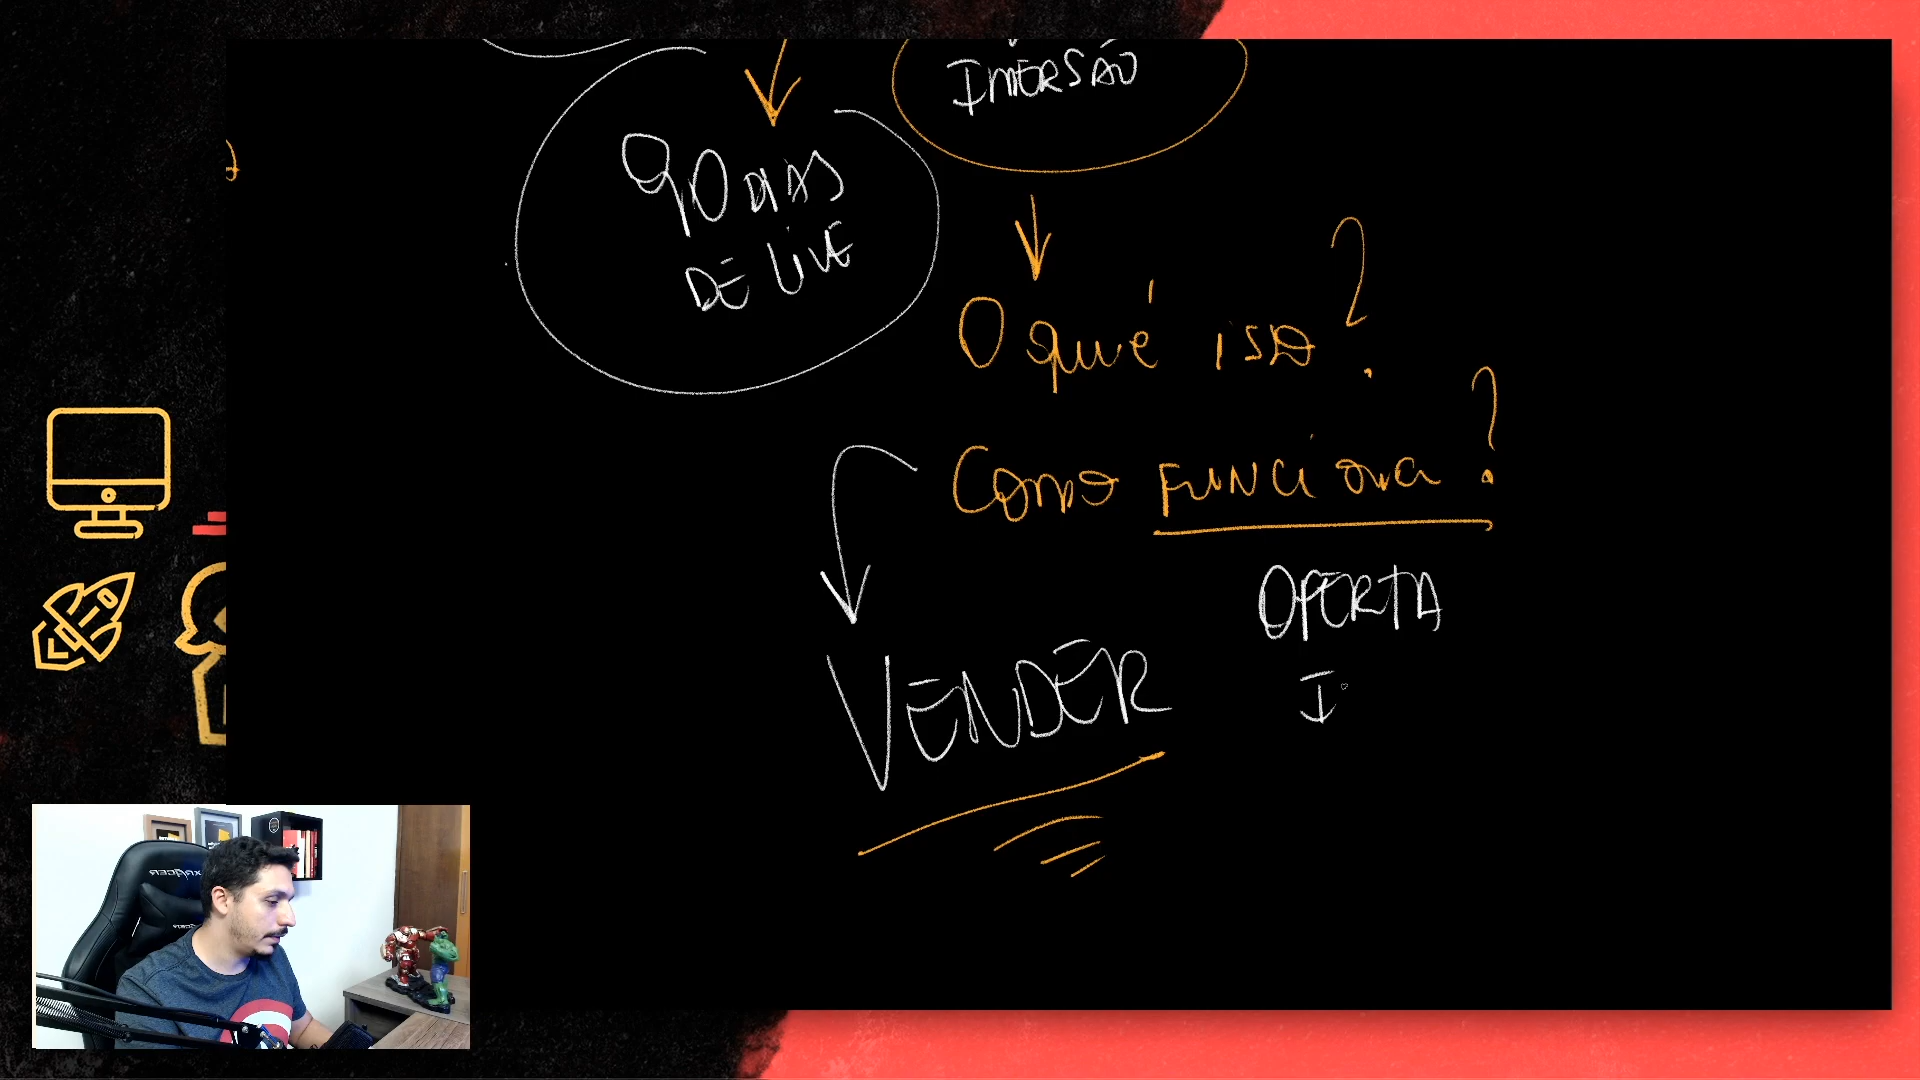 IMERSÃO
90 DIAS
DE LIVE
O que é isso?
Como FUNCIONA?
OFERTA
I
VENDER